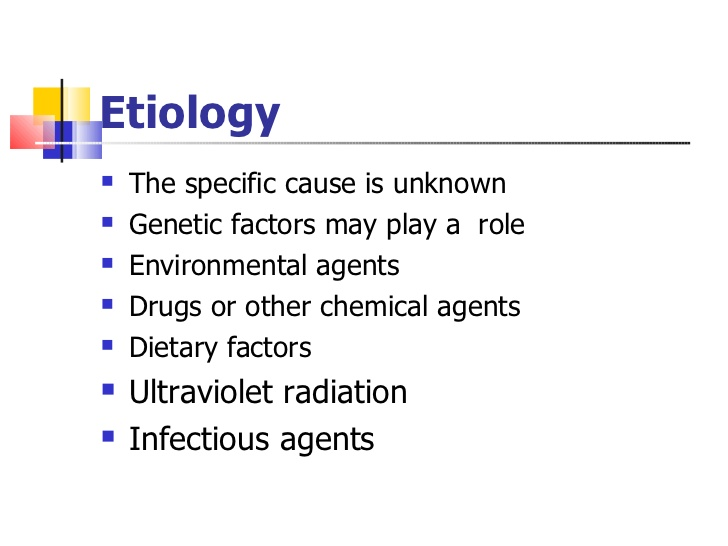 Etiology
The specific cause is unknown
Genetic factors may play a  role
Environmental agents
Drugs or other chemical agents
Dietary factors
Ultraviolet radiation
Infectious agents